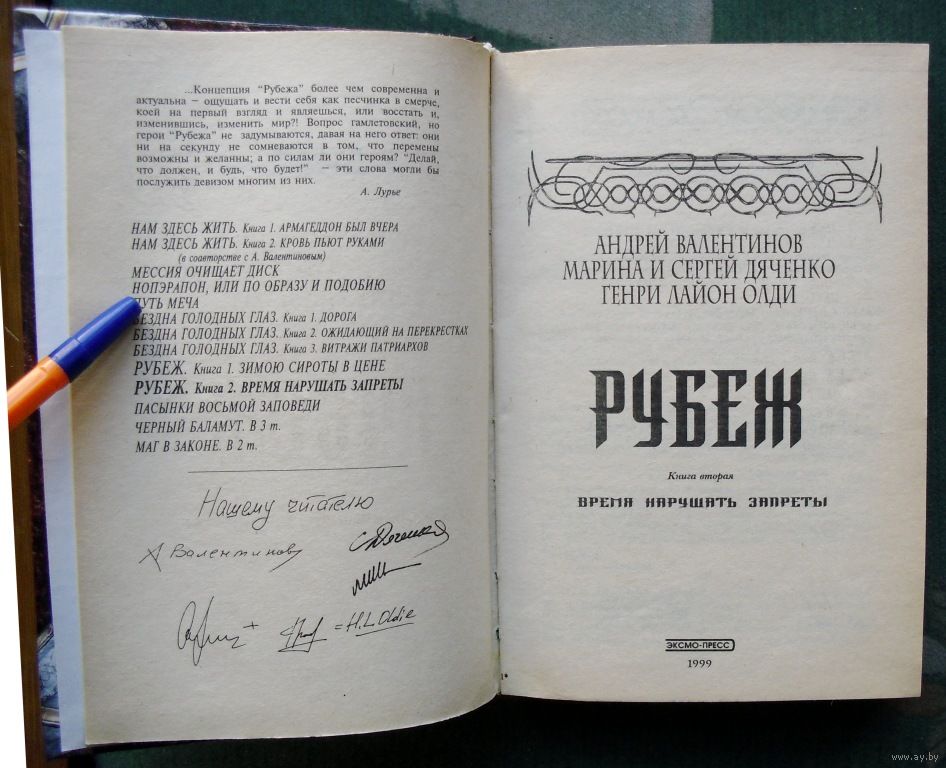 ...Концепция "Рубежа" более чем современна и
актуальна — ощущать и вести себя как песчинка в смерче,
коей на первый взгляд и являешься, или восстать и,
изменившись, изменить мир?! Вопрос гамлетовский, но
герои "Рубежа" не задумываются, давая на него ответ: они
ни на секунду не сомневаются в том, что перемены
возможны и желанны; а по силам ли они героям? "Делай,
что должен, и будь, что будет!" — эти слова могли бы
послужить девизом многим из них.
А. Лурье
НАМ ЗДЕСЬ ЖИТЬ. Книга 1. АРМАГЕДДОН БЫЛ ВЧЕРА
НАМ ЗДЕСЬ ЖИТЬ. Книга 2. КРОВЬ ПЬЮТ РУКАМИ
(в соавторстве с А. Валентиновым)
МЕССИЯ ОЧИЩАЕТ ДИСК
НОПЭРАПОН, ИЛИ ПО ОБРАЗУ И ПОДОБИЮ
ПУТЬ МЕЧА
БЕЗДНА ГОЛОДНЫХ ГЛАЗ. Книга 1. ДОРОГА
БЕЗДНА ГОЛОДНЫХ ГЛАЗ. Книга 2. ОЖИДАЮЩИЙ НА ПЕРЕКРЕСТКАХ
БЕЗДНА ГОЛОДНЫХ ГЛАЗ. Книга 3. ВИТРАЖИ ПАТРИАРХОВ
РУБЕЖ. Книга 1. ЗИМОЮ СИРОТЫ В ЦЕНЕ
РУБЕЖ. Книга 2. ВРЕМЯ НАРУШАТЬ ЗАПРЕТЫ
ПАСЫНКИ ВОСЬМОЙ ЗАПОВЕДИ
ЧЕРНЫЙ БАЛАМУТ. В 3 т.
МАГ В ЗАКОНЕ. В 2 т.
Нашему читателю
А Валентинов
С Дяченко
+ = H.L.Oldie
АНДРЕЙ ВАЛЕНТИНОВ
МАРИНА И СЕРГЕЙ ДЯЧЕНКО
ГЕНРИ ЛАЙОН ОЛДИ
РУБЕЖ
Книга вторая
ВРЕМЯ НАРУШАТЬ ЗАПРЕТЫ
ЭКСМО-ПРЕСС
1999
www.ay.by